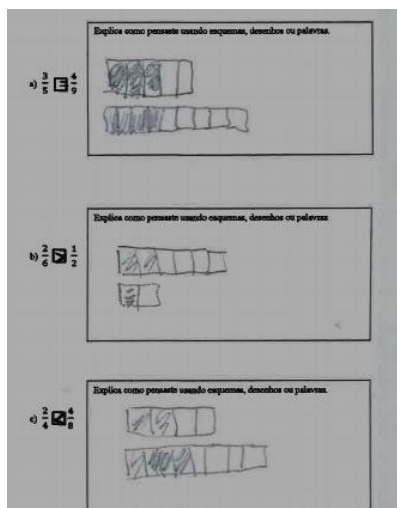 Explica como pensaste usando esquemas, desenhos ou palavras.
a) 3/5 = 4/9
Explica como pensaste usando esquemas, desenhos ou palavras
b) 2/6 > 1/2
Explica como pensaste usando esquemas, desenhos ou palavras.
c) 2/4 < 4/8